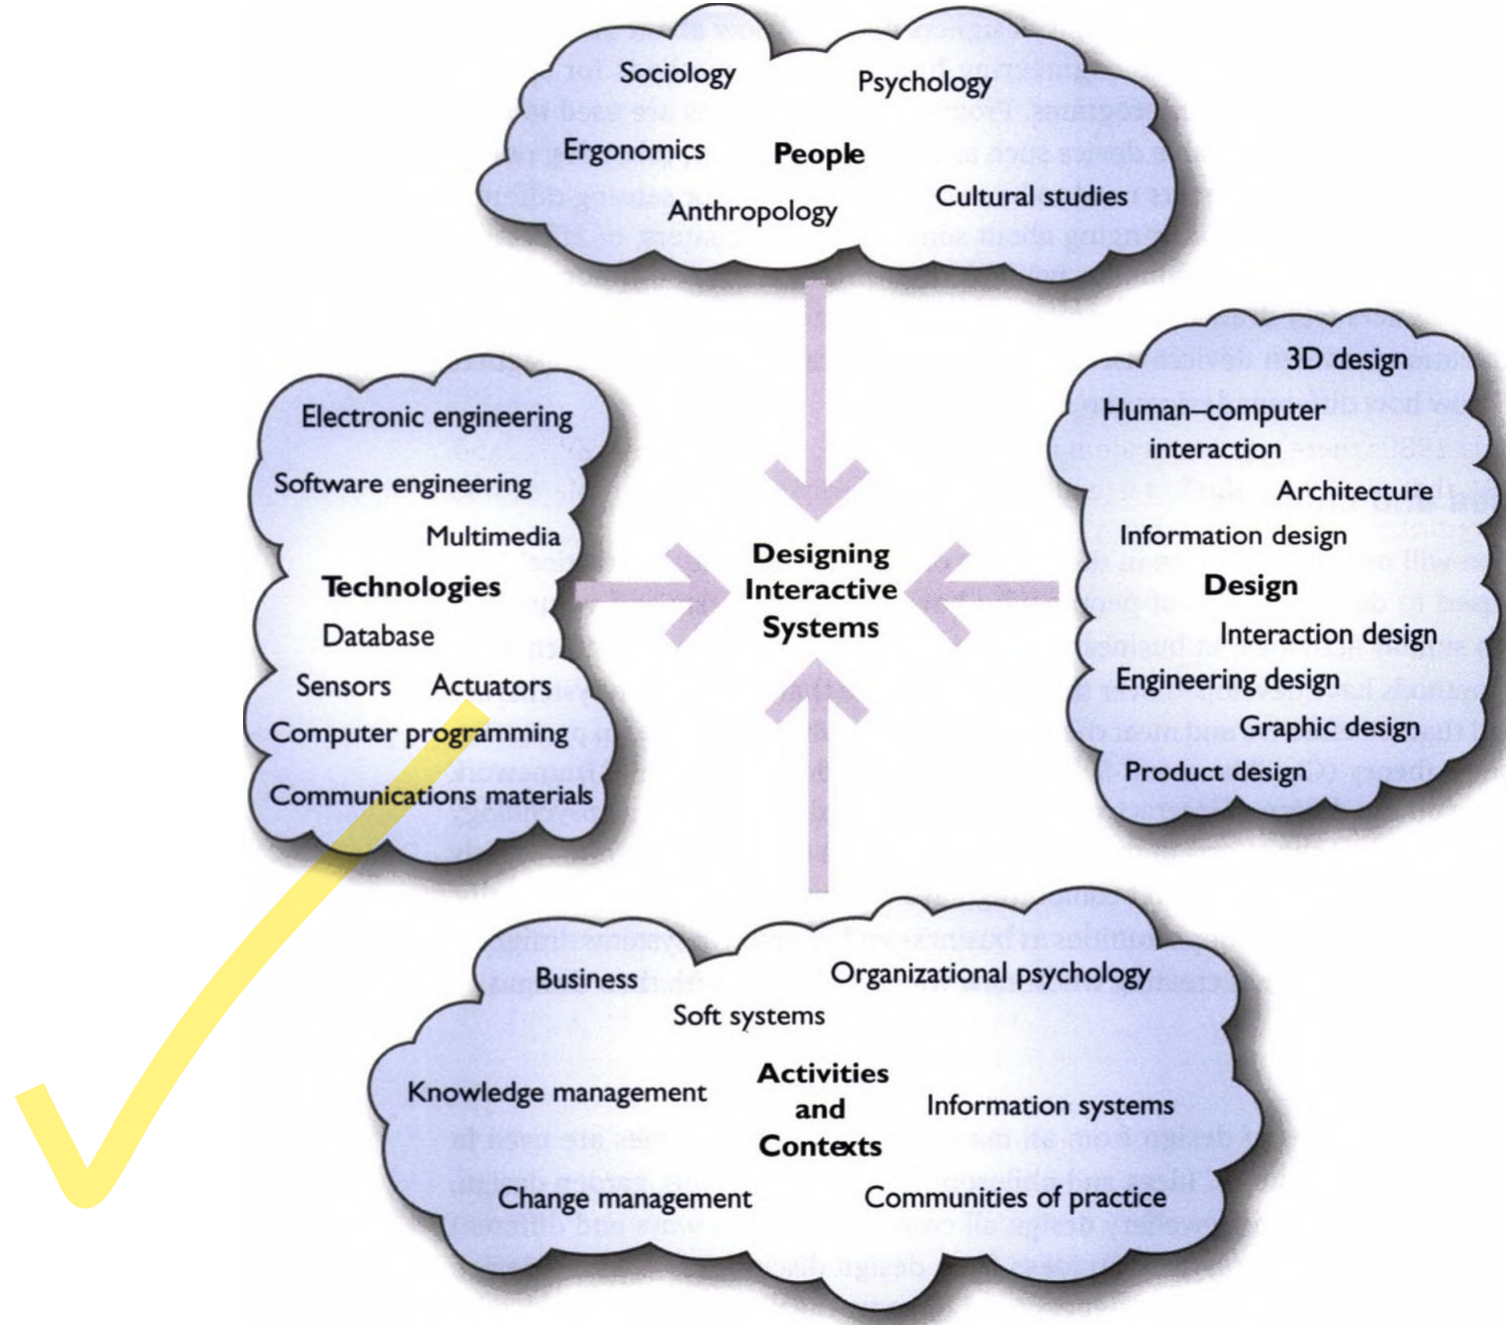 Sociology
Psychology
Ergonomics
People
Cultural studies
Anthropology
Electronic engineering
Software engineering
Multimedia
Technologies
Database
Sensors Actuators
Computer programming
Communications materials
Designing
Interactive
Systems
3D design
Human–computer
interaction
Architecture
Information design
Design
Interaction design
Engineering design
Graphic design
Product design
Business
Organizational psychology
Soft systems
Activities
and
Contexts
Knowledge management
Information systems
Change management
Communities of practice